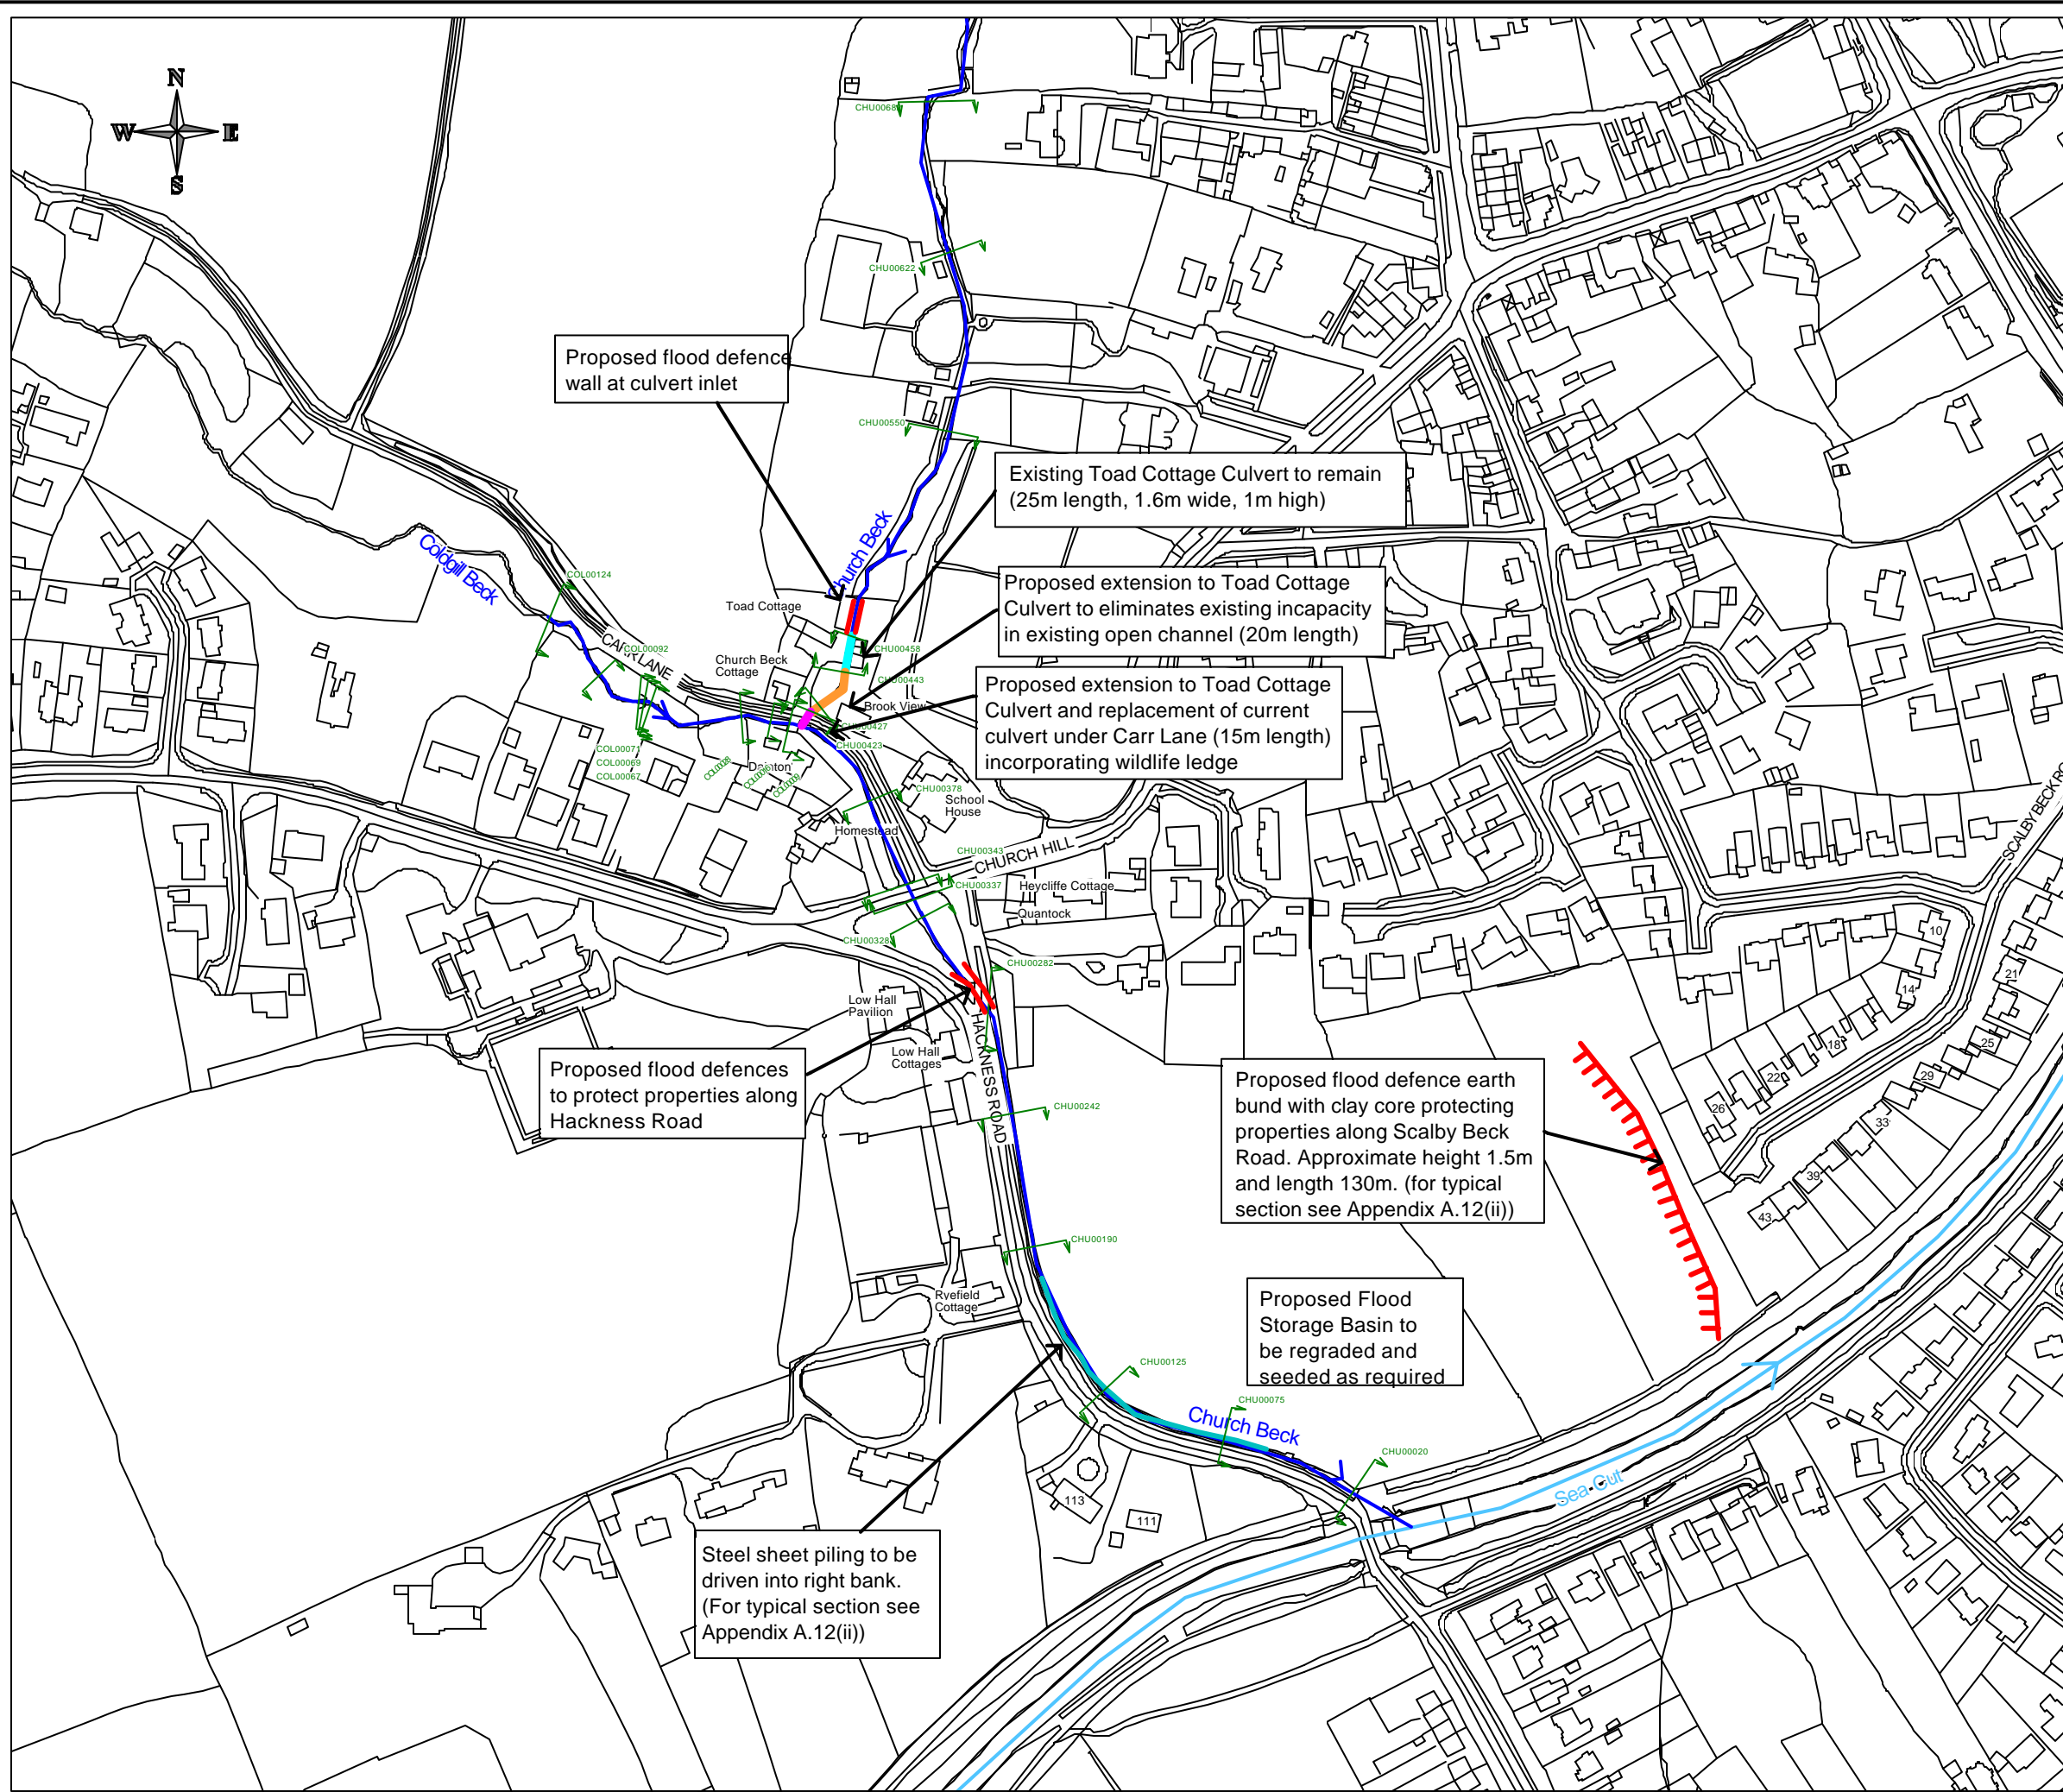 N
W
E
S
CHU00622
CHU00550
Proposed flood defence
wall at culvert inlet
Existing Toad Cottage Culvert to remain
(25m length, 1.6m wide, 1m high)
Church Beck
Coldgill Beck
COL00124
Proposed extension to Toad Cottage
Culvert to eliminates existing incapacity
in existing open channel (20m length)
Toad Cottage
CARR LANE
COL00092
CHU00458
Church Beck
Cottage
CHU00443
Proposed extension to Toad Cottage
Culvert and replacement of current
culvert under Carr Lane (15m length)
incorporating wildlife ledge
Brook View
CHU00427
CHU00423
COL00071
COL00069
COL00067
CHU00378
School
House
Homestead
CHU00343
CHURCH HILL
CHU00337
Heycliffe Cottage
Quantock
CHU00328
CHU00282
Low Hall
Pavilion
Low Hall
Cottages
HACKNESS ROAD
Proposed flood defences
to protect properties along
Hackness Road
CHU00242
Proposed flood defence earth
bund with clay core protecting
properties along Scalby Beck
Road. Approximate height 1.5m
and length 130m. (for typical
section see Appendix A.12(ii))
10
21
14
18
25
22
29
26
33
39
43
CHU00190
Ryefield
Cottage
Proposed Flood
Storage Basin to
be regraded and
seeded as required
CHU00125
CHU00075
Church Beck
CHU00020
Sea Cut
113
111
Steel sheet piling to be
driven into right bank.
(For typical section see
Appendix A.12(ii))